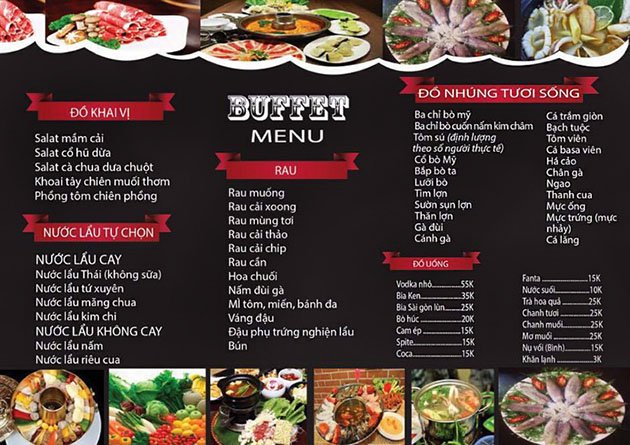 ĐỒ KHAI VỊ
Salat mầm cải
Salat cổ hũ dừa
Salat cà chua dưa chuột
Khoai tây chiên muối thơm
Phồng tôm chiên phồng
NƯỚC LẨU TỰ CHỌN
NƯỚC LẨU CAY
Nước lẩu Thái (không sữa)
Nước lẩu tứ xuyên
Nước lẩu măng chua
Nước lẩu kim chi
NƯỚC LẨU KHÔNG CAY
Nước lẩu nấm
Nước lẩu riêu cua
BUFFET
MENU
RAU
Rau muống
Rau cải xoong
Rau mùng tơi
Rau cải thảo
Rau cải chip
Rau cần
Hoa chuối
Nấm đùi gà
Mì tôm, miến, bánh đa
Váng đậu
Đậu phụ trứng nghiện lẩu
Bún
ĐỒ NHÚNG TƯƠI SỐNG
Ba chỉ bò mỹ
Ba chỉ bò cuốn nấm kim châm
Tôm sú (định lượng
theo số người thực tế)
Cổ bò Mỹ
Bắp bò ta
Lưỡi bò
Tim lợn
Sườn sụn lợn
Thăn lợn
Gà đùi
Cánh gà
Cá trắm giòn
Bạch tuộc
Tôm viên
Cá basa viên
Há cảo
Chân gà
Ngao
Thanh cua
Mực ống
Mực trứng (mực
nhảy)
Cá lăng
ĐỒ UỐNG
Vodka nhỏ.............55K
Bia Ken.................35K
Bia Sài gòn lùn......25K
Bò húc..................20K
Cam ép.................15K
Spite.....................15K
Coca.....................15K
Fanta ....................15K
Nước suối.............10K
Trà hoa quả...........25K
Chanh tươi............25K
Chanh muối..........25K
Mơ muối...............25K
Nụ vối (Bình).........15K
Khăn lạnh..............3K